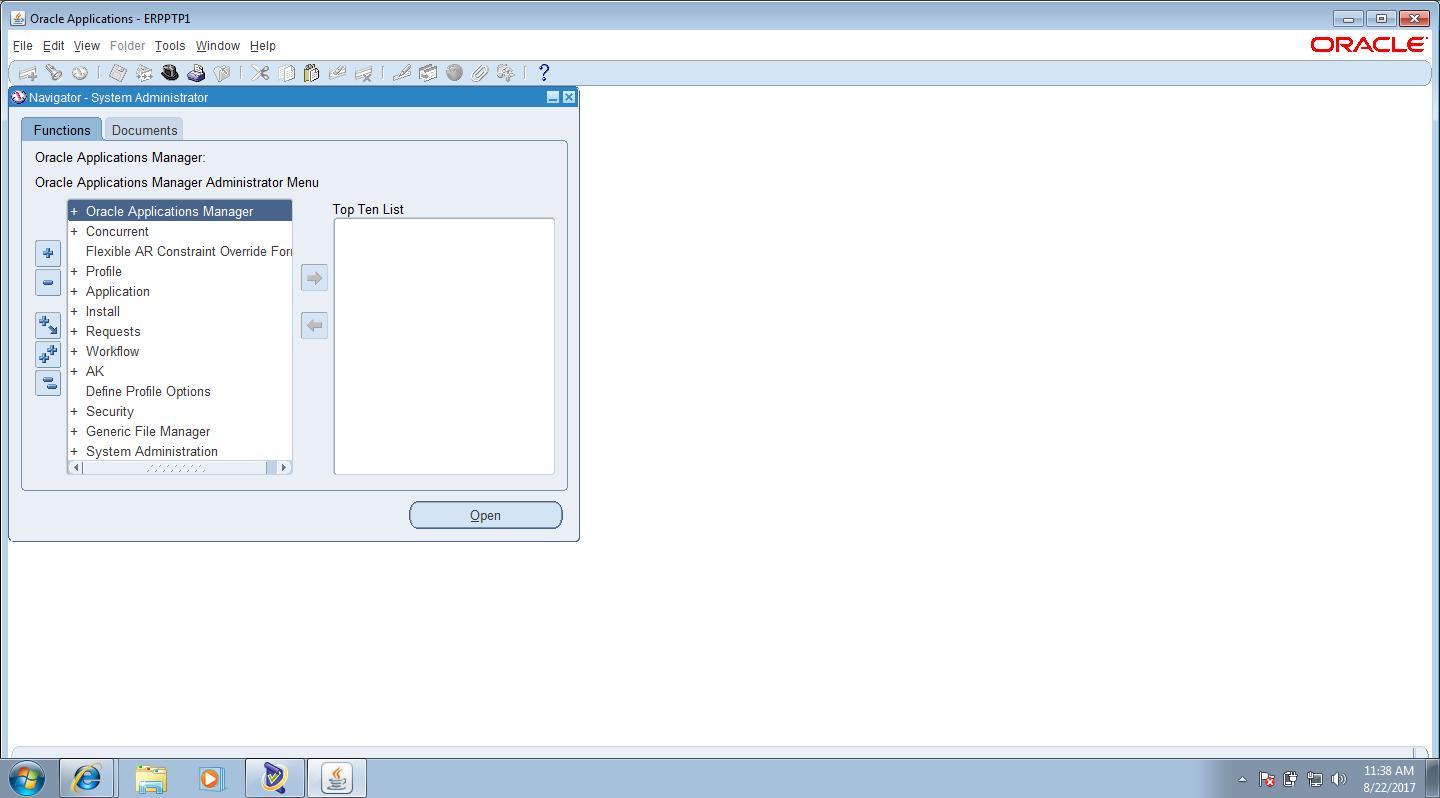 Oracle Applications - ERPPTP1
File Edit View Folder Tools Window Help
ORACLE
Navigator - System Administrator
Functions Documents
Oracle Applications Manager:
Oracle Applications Manager Administrator Menu
Top Ten List
+ Oracle Applications Manager
+ Concurrent
Flexible AR Constraint Override For
+ Profile
+ Application
+ Install
+ Requests
+ Workflow
+ AK
Define Profile Options
+ Security
+ Generic File Manager
+ System Administration
Open
11:38 AM
8/22/2017